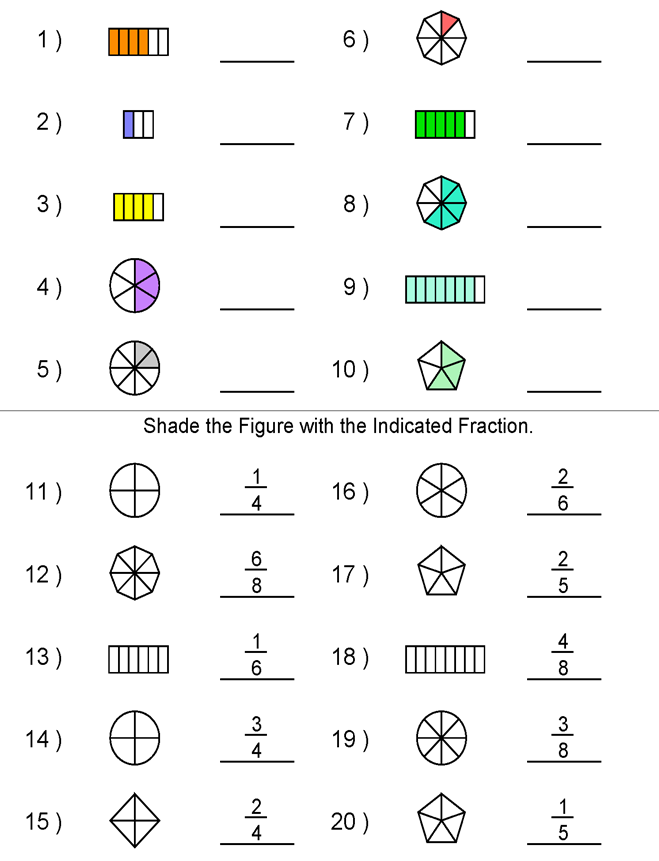 1 )
6 )
2 )
7 )
3 )
8 )
4 )
9 )
5 )
10 )
Shade the Figure with the Indicated Fraction.
11 ) 1/4
16 ) 2/6
12 ) 6/8
17 ) 2/5
13 ) 1/6
18 ) 4/8
14 ) 3/4
19 ) 3/8
15 ) 2/4
20 ) 1/5